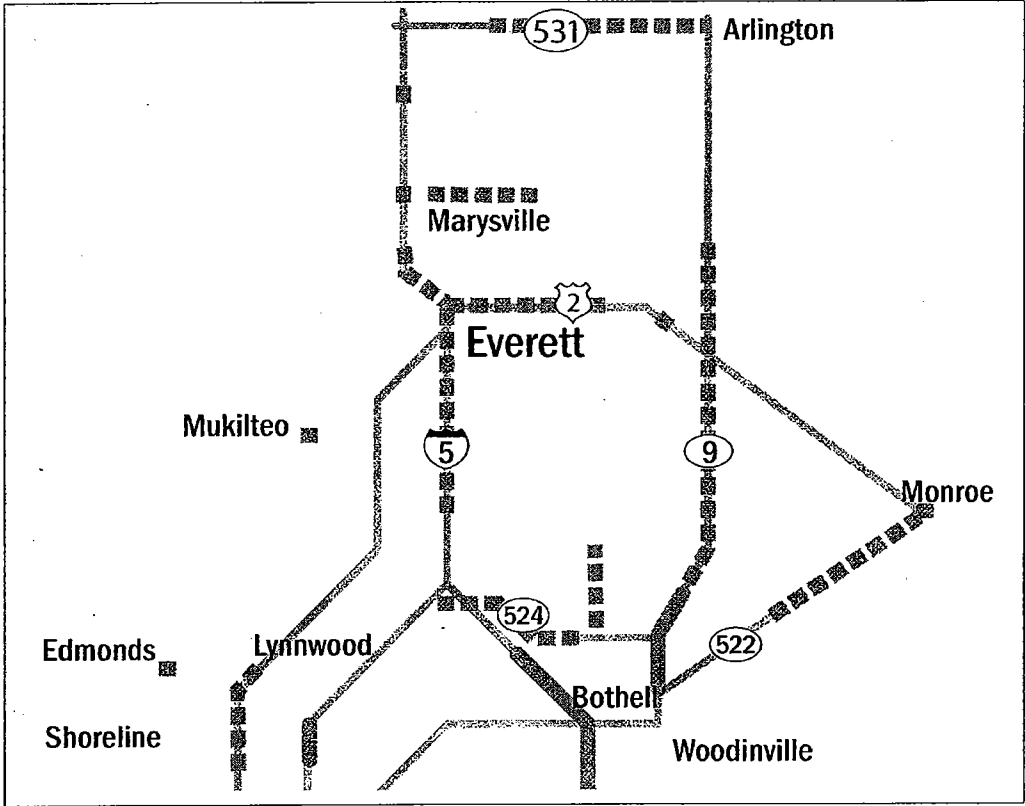 531
Arlington
Marysville
2
Everett
Mukilteo
5
9
Monroe
524
522
Edmonds
Lynnwood
Bothell
Shoreline
Woodinville